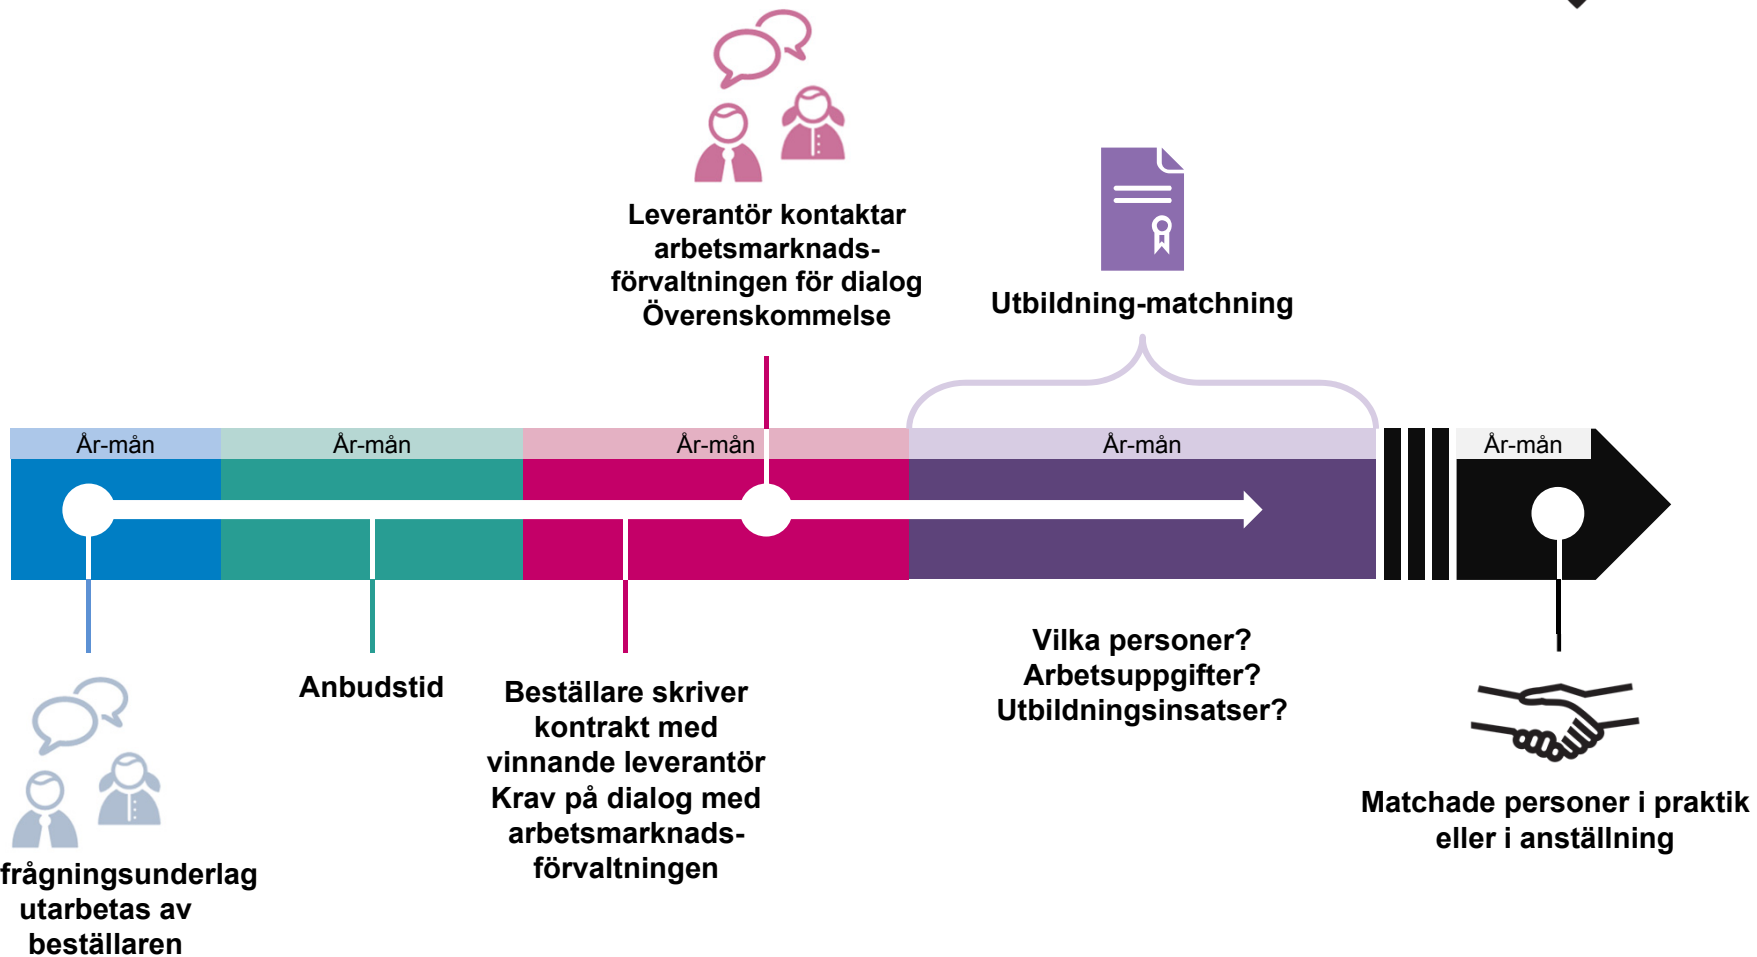 Leverantör kontaktar
arbetsmarknads-
förvaltningen för dialog
Överenskommelse
Utbildning-matchning
År-mån
År-mån
År-mån
År-mån
År-mån
Anbudstid
Beställare skriver
kontrakt med
vinnande leverantör
Krav på dialog med
arbetsmarknads-
förvaltningen
Vilka personer?
Arbetsuppgifter?
Utbildningsinsatser?
Matchade personer i praktik
eller i anställning
frågningsunderlag
utarbetas av
beställaren